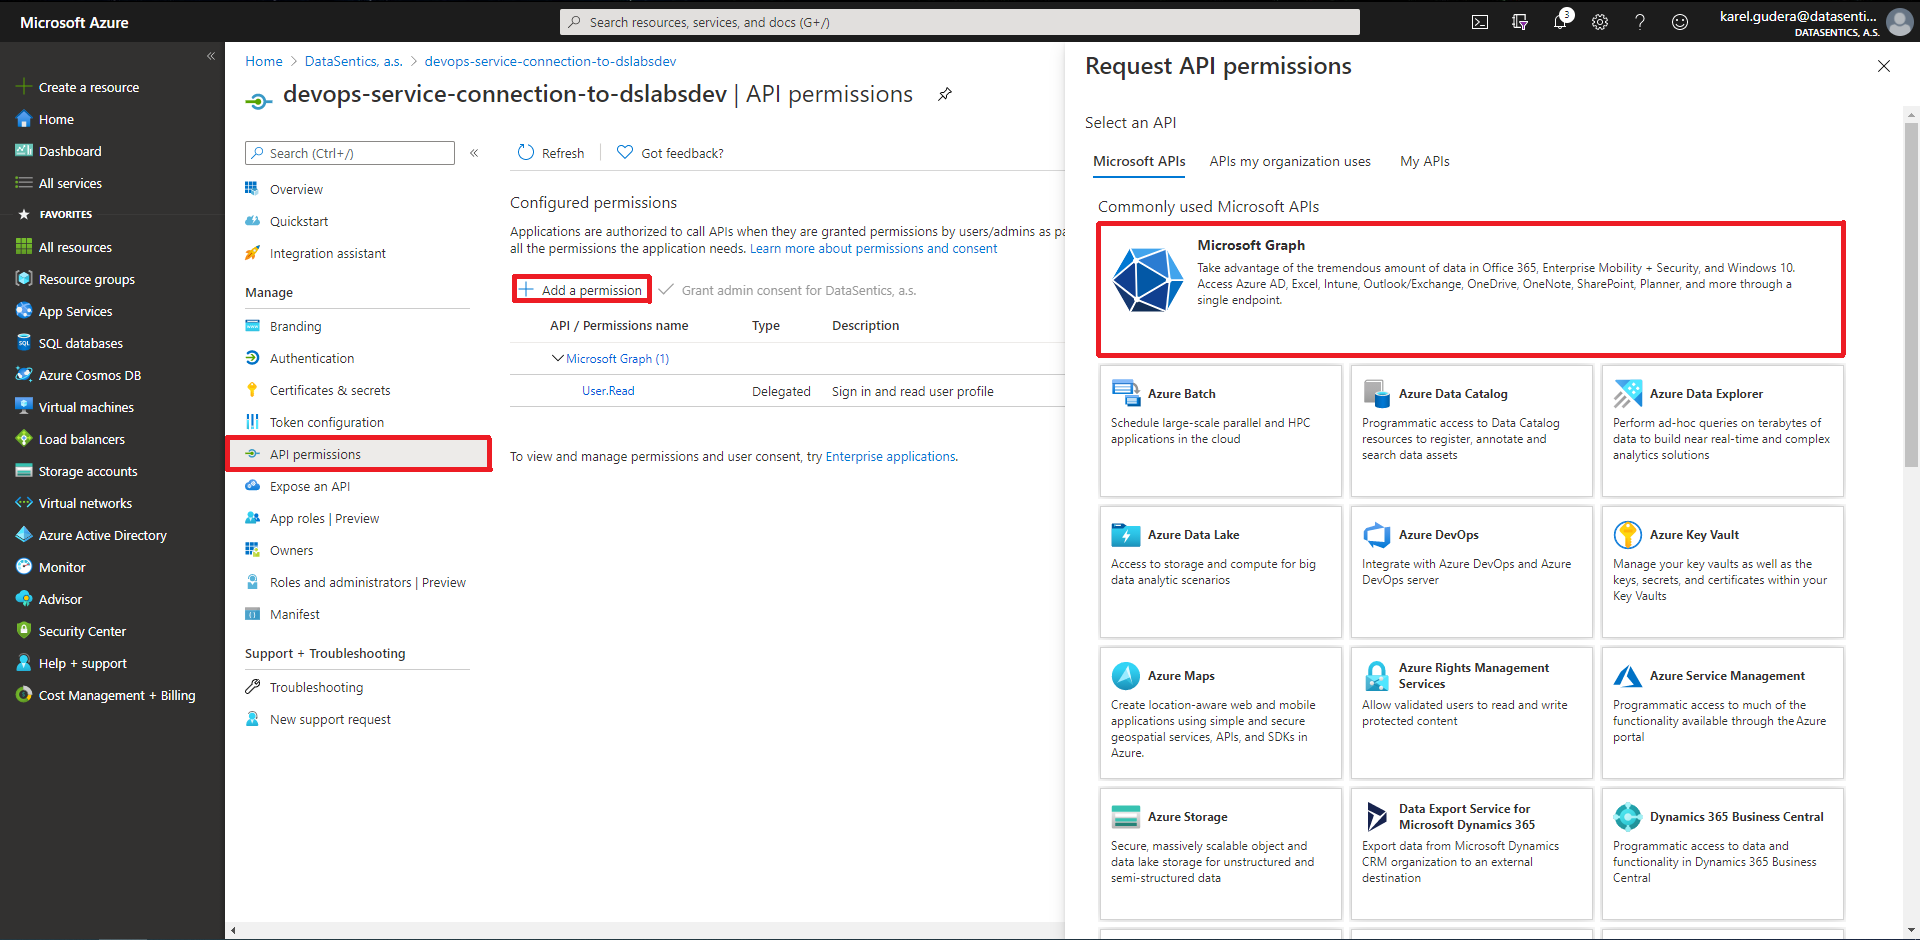 Microsoft Azure
Search resources, services, and docs (G+/)
3
karel.gudera@datasenti...
DATASENTICS, A.S.
«
Create a resource
Home
Dashboard
All services
FAVORITES
All resources
Resource groups
App Services
SQL databases
Azure Cosmos DB
Virtual machines
Load balancers
Storage accounts
Virtual networks
Azure Active Directory
Monitor
Advisor
Security Center
Help + support
Cost Management + Billing
Home > DataSentics, a.s. > devops-service-connection-to-dslabsdev
devops-service-connection-to-dslabsdev | API permissions
Search (Ctrl+/)
«
Overview
Quickstart
Integration assistant
Manage
Branding
Authentication
Certificates & secrets
Token configuration
API permissions
Expose an API
App roles | Preview
Owners
Roles and administrators | Preview
Manifest
Support + Troubleshooting
Troubleshooting
New support request
Refresh
Got feedback?
Configured permissions
Applications are authorized to call APIs when they are granted permissions by users/admins as pa
all the permissions the application needs. Learn more about permissions and consent
Add a permission
Grant admin consent for DataSentics, a.s.
API / Permissions name Type Description
Microsoft Graph (1)
User.Read Delegated Sign in and read user profile
To view and manage permissions and user consent, try Enterprise applications.
Request API permissions
Select an API
Microsoft APIs APIs my organization uses My APIs
Commonly used Microsoft APIs
Microsoft Graph
Take advantage of the tremendous amount of data in Office 365, Enterprise Mobility + Security, and Windows 10.
Access Azure AD, Excel, Intune, Outlook/Exchange, OneDrive, OneNote, SharePoint, Planner, and more through a
single endpoint.
Azure Batch
Schedule large-scale parallel and HPC
applications in the cloud
Azure Data Catalog
Programmatic access to Data Catalog
resources to register, annotate and
search data assets
Azure Data Explorer
Perform ad-hoc queries on terabytes of
data to build near real-time and complex
analytics solutions
Azure Data Lake
Access to storage and compute for big
data analytic scenarios
Azure DevOps
Integrate with Azure DevOps and Azure
DevOps server
Azure Key Vault
Manage your key vaults as well as the
keys, secrets, and certificates within your
Key Vaults
Azure Maps
Create location-aware web and mobile
applications using simple and secure
geospatial services, APIs, and SDKs in
Azure.
Azure Rights Management
Services
Allow validated users to read and write
protected content
Azure Service Management
Programmatic access to much of the
functionality available through the Azure
portal
Azure Storage
Secure, massively scalable object and
data lake storage for unstructured and
semi-structured data
Data Export Service for
Microsoft Dynamics 365
Export data from Microsoft Dynamics
CRM organization to an external
destination
Dynamics 365 Business Central
Programmatic access to data and
functionality in Dynamics 365 Business
Central